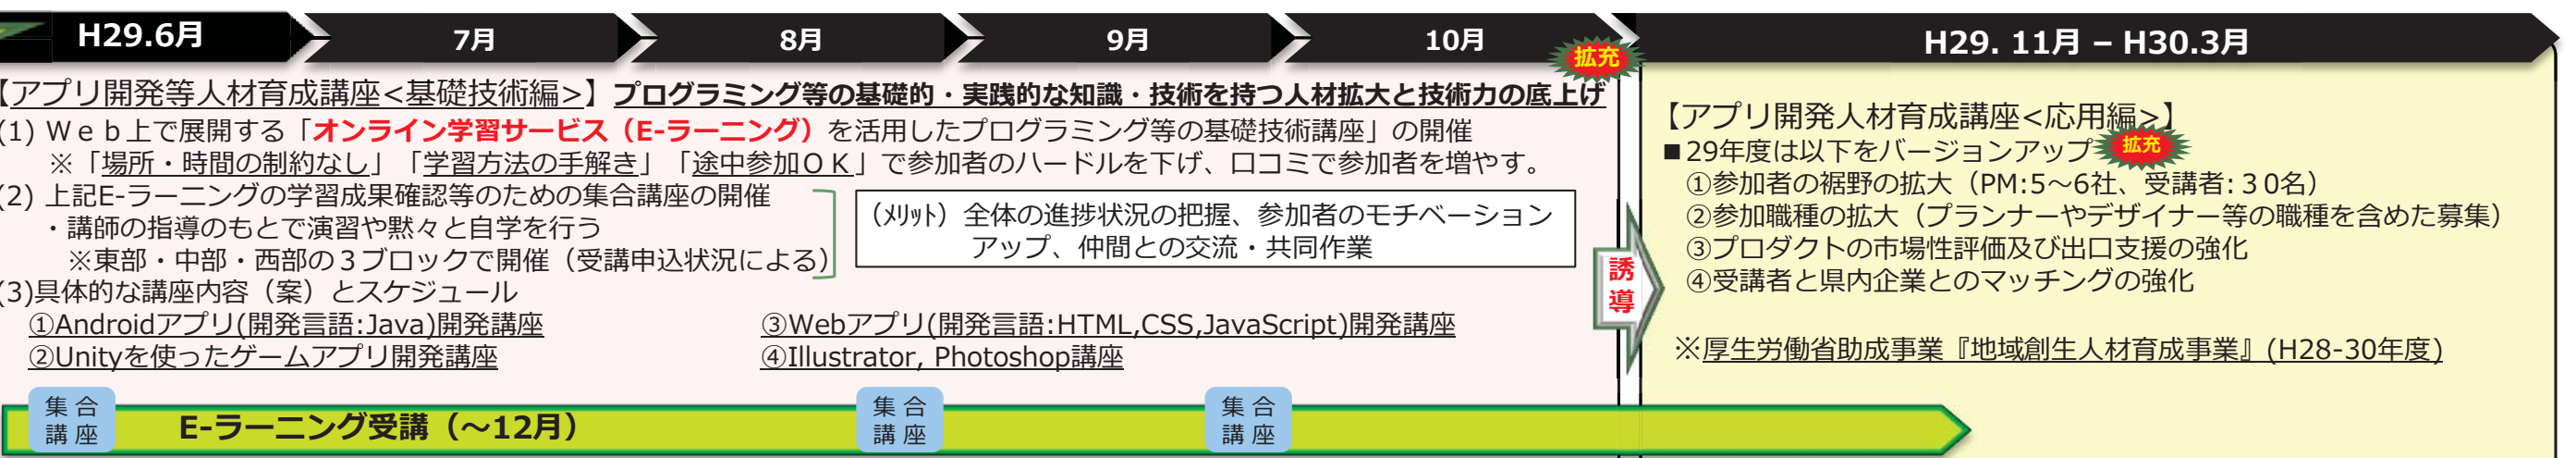 H29.6月
7月
8月
9月
10月
H29. 11月 – H30.3月
拡充
【アプリ開発等人材育成講座<基礎技術編>】プログラミング等の基礎的・実践的な知識・技術を持つ人材拡大と技術力の底上げ
(1) Ｗｅｂ上で展開する「オンライン学習サービス（E-ラーニング）を活用したプログラミング等の基礎技術講座」の開催
※「場所・時間の制約なし」「学習方法の手解き」「途中参加ＯＫ」で参加者のハードルを下げ、口コミで参加者を増やす。
(2) 上記E-ラーニングの学習成果確認等のための集合講座の開催
・講師の指導のもとで演習や黙々と自学を行う
※東部・中部・西部の３ブロックで開催（受講申込状況による）
（ﾒﾘｯﾄ）全体の進捗状況の把握、参加者のモチベーション
アップ、仲間との交流・共同作業
(3)具体的な講座内容（案）とスケジュール
①Androidアプリ(開発言語:Java)開発講座
②Unityを使ったゲームアプリ開発講座
③Webアプリ(開発言語:HTML,CSS,JavaScript)開発講座
④Illustrator, Photoshop講座
誘
導
【アプリ開発人材育成講座<応用編>】
■29年度は以下をバージョンアップ
拡充
①参加者の裾野の拡大（PM:5～6社、受講者:３0名）
②参加職種の拡大（プランナーやデザイナー等の職種を含めた募集）
③プロダクトの市場性評価及び出口支援の強化
④受講者と県内企業とのマッチングの強化
※厚生労働省助成事業『地域創生人材育成事業』(H28-30年度)
集 合
講 座
E-ラーニング受講（～12月）
集 合
講 座
集 合
講 座